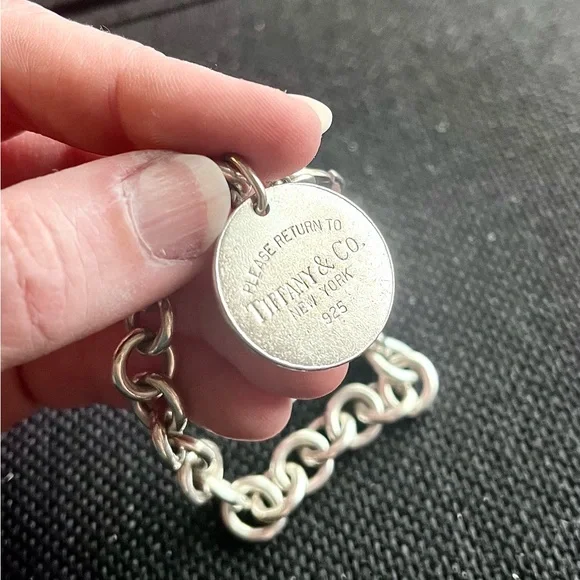 PLEASE RETURN TO
TIFFANY & CO.
NEW YORK
925